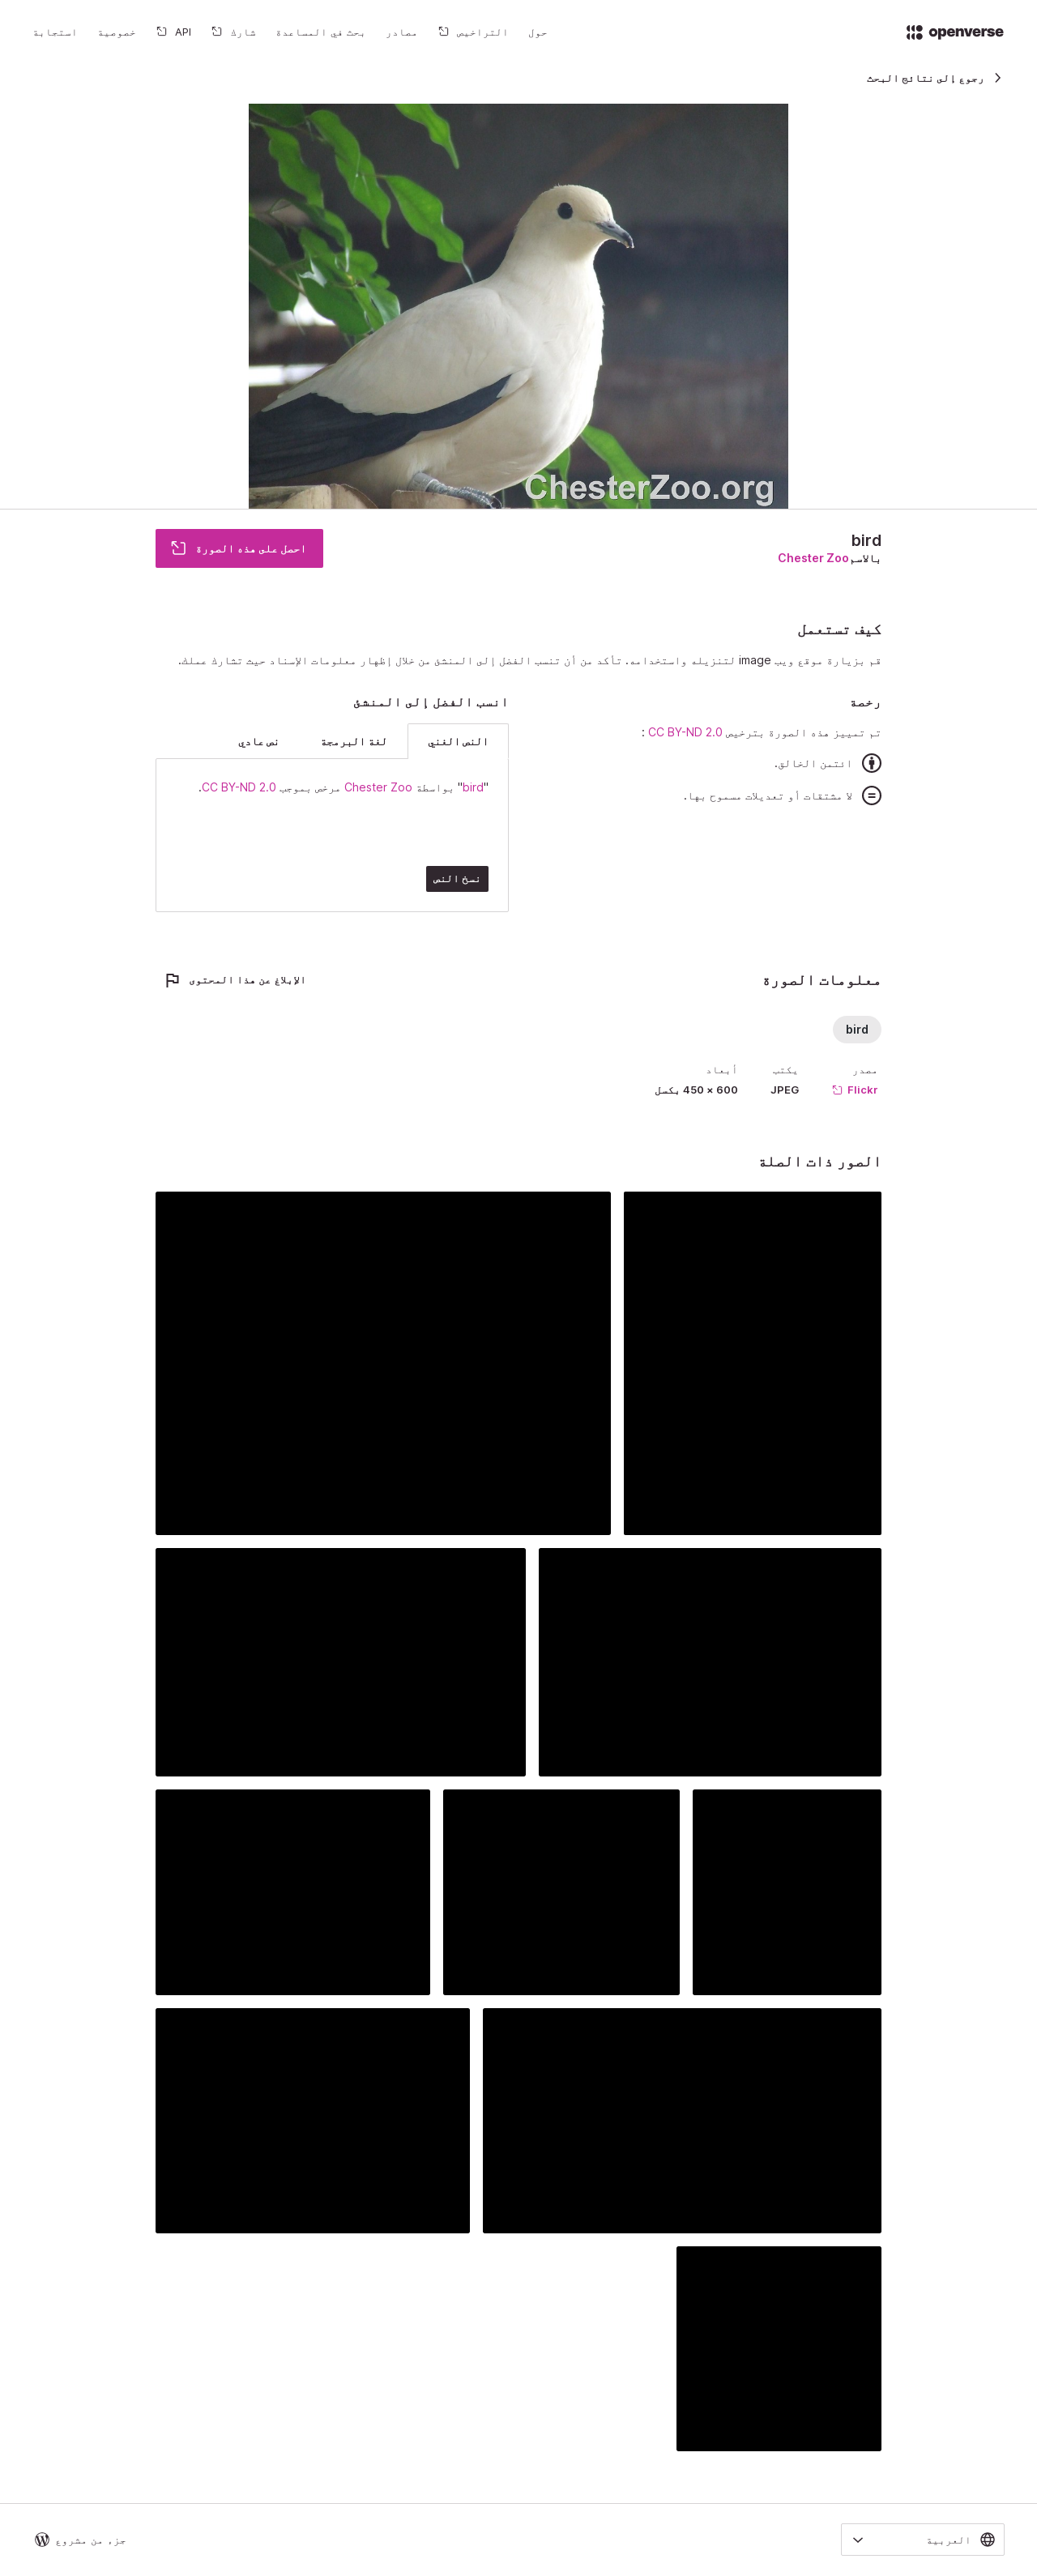 openverse
حول
التراخيص
مصادر
بحث في المساعدة
شارك
API
خصوصية
استجابة
رجوع إلى نتائج البحث
ChesterZoo.org
bird
بالاسم Chester Zoo
احصل على هذه الصورة
كيف تستعمل
قم بزيارة موقع ويب image لتنزيله واستخدامه. تأكد من أن تنسب الفضل إلى المنشئ من خلال إظهار معلومات الإسناد حيث تشارك عملك.
رخصة
تم تمييز هذه الصورة بترخيص CC BY-ND 2.0 :
ائتمن الخالق.
لا مشتقات أو تعديلات مسموح بها.
انسب الفضل إلى المنشئ
النص الغني
لغة البرمجة
نص عادي
"bird" بواسطة Chester Zoo مرخص بموجب CC BY-ND 2.0.
نسخ النص
معلومات الصورة
الإبلاغ عن هذا المحتوى
bird
مصدر
Flickr
يكتب
JPEG
أبعاد
600 × 450 بكسل
الصور ذات الصلة
العربية
جزء من مشروع